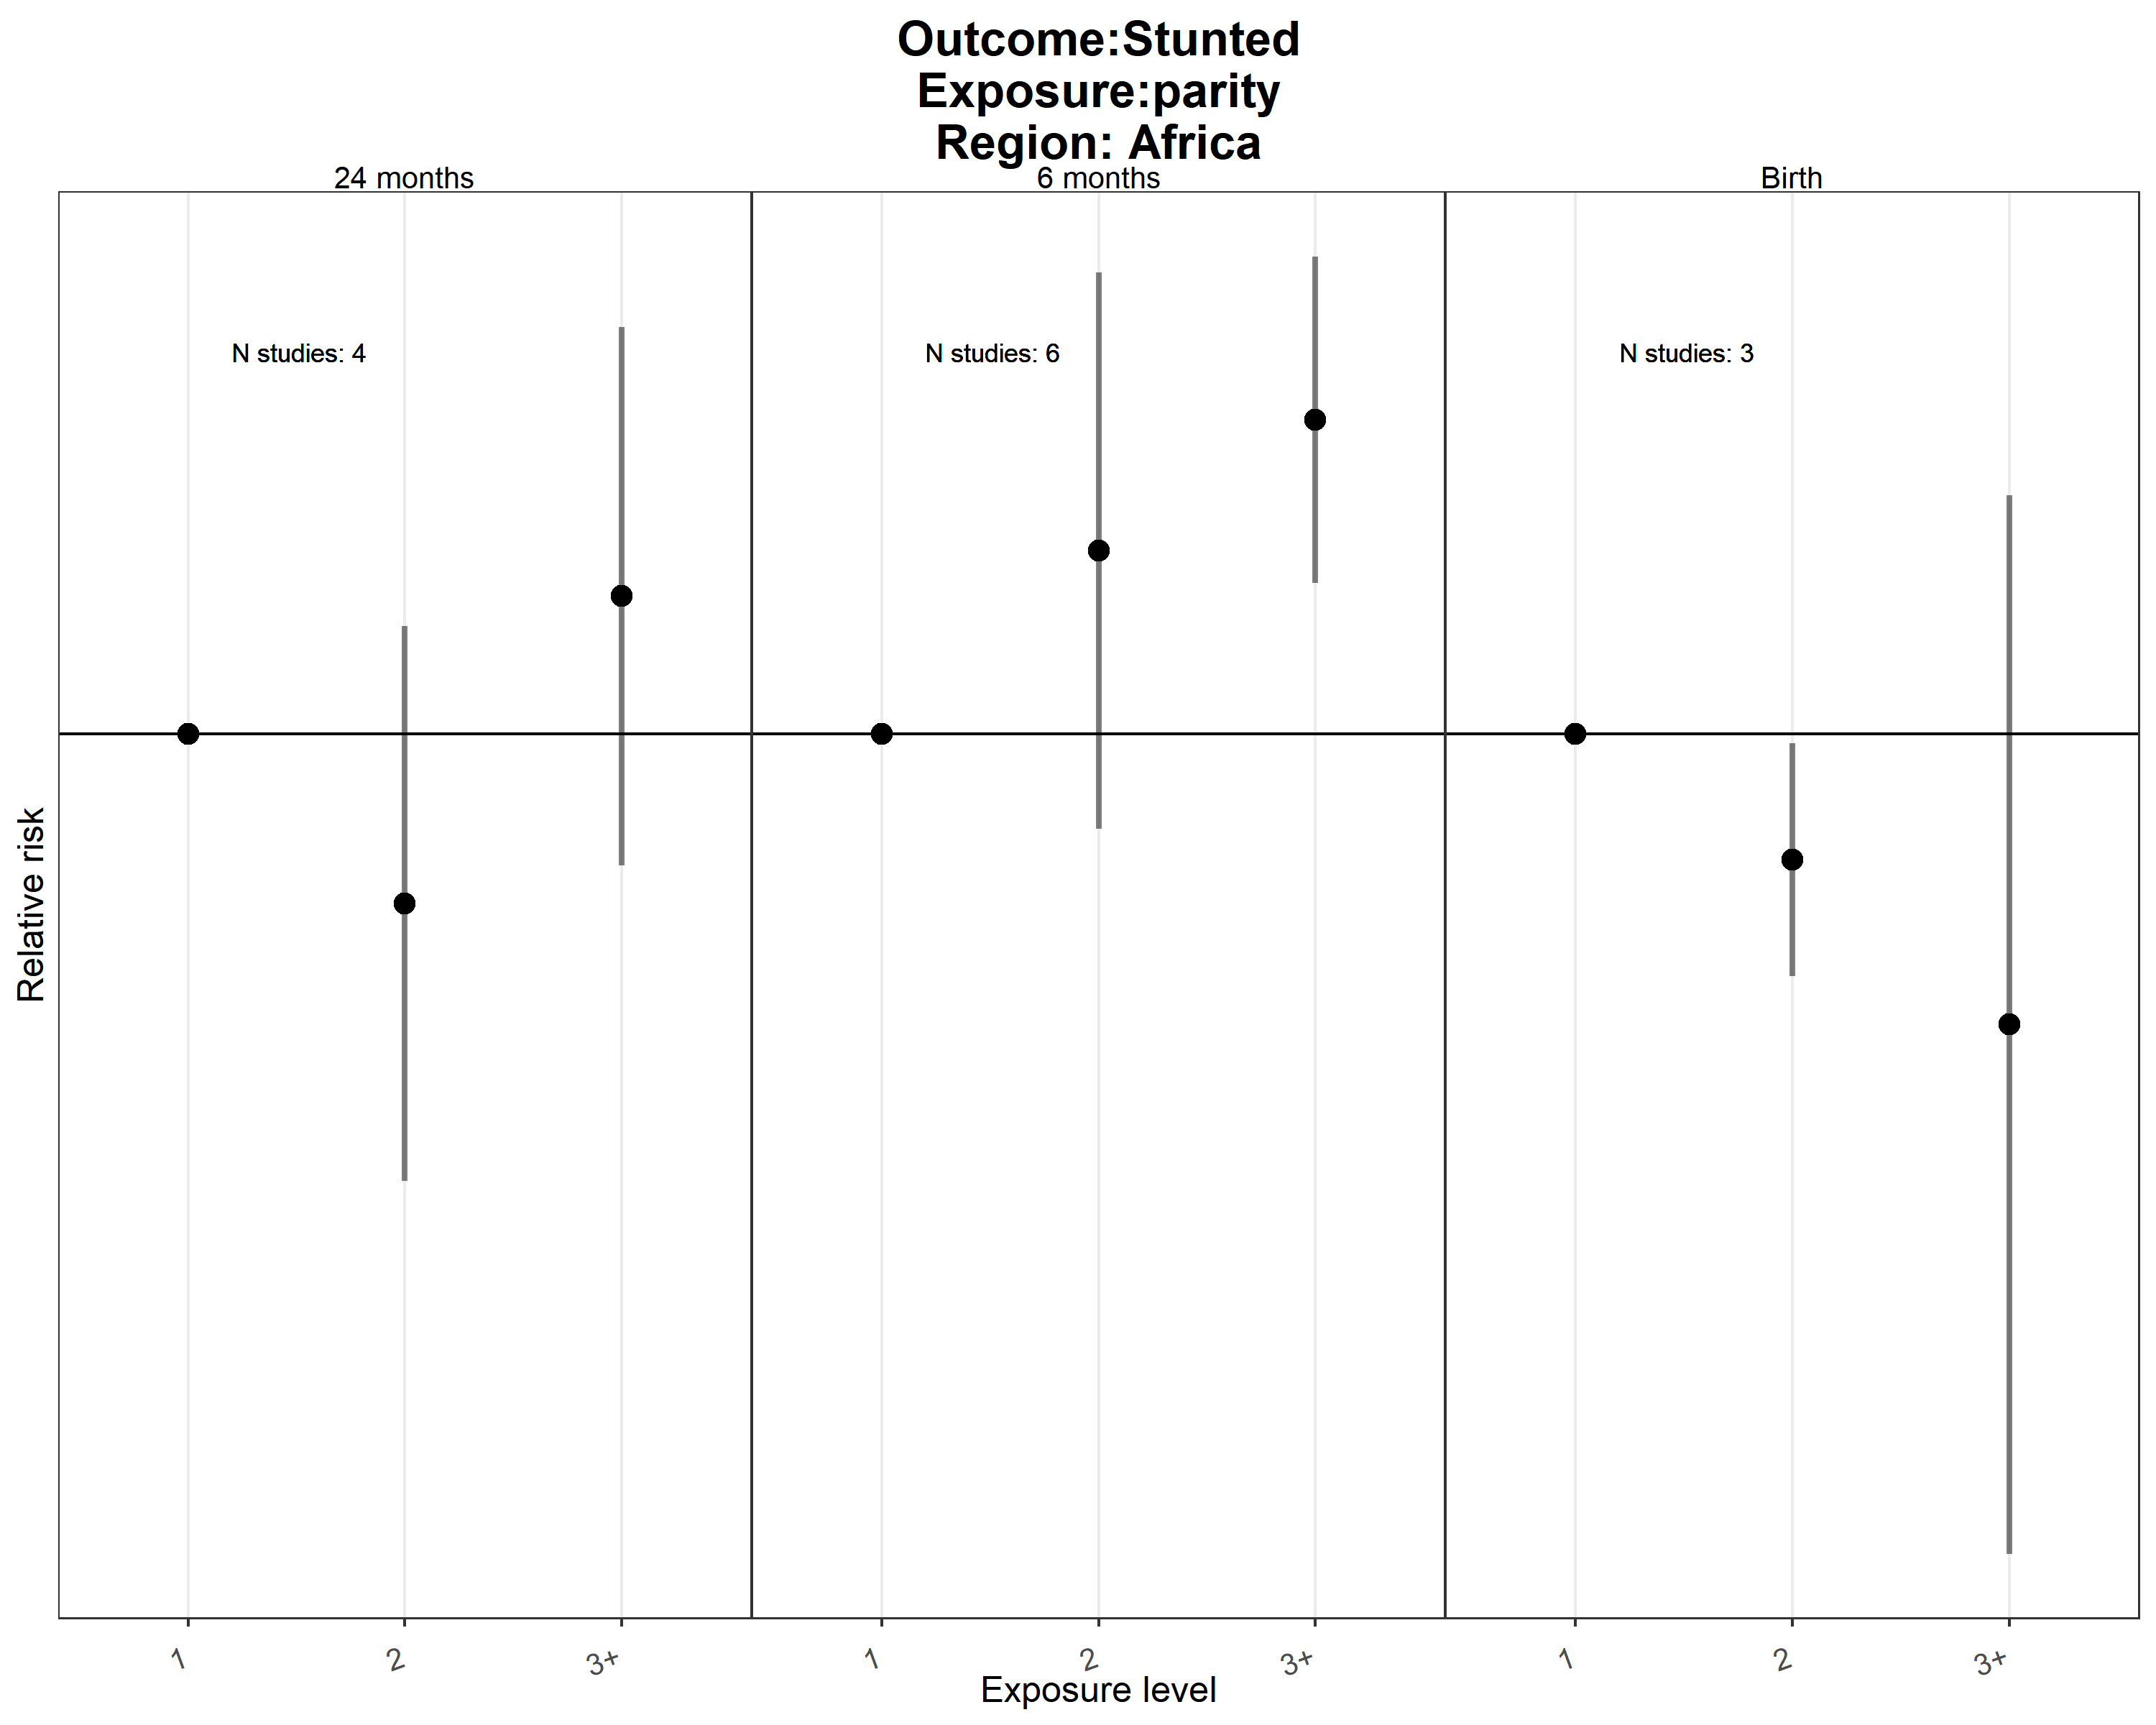 Outcome:Stunted
Exposure:parity
Region: Africa
24 months
6 months
Birth
N studies: 4
N studies: 6
N studies: 3
Relative risk
1
2
3+
1
2
3+
1
2
3+
Exposure level